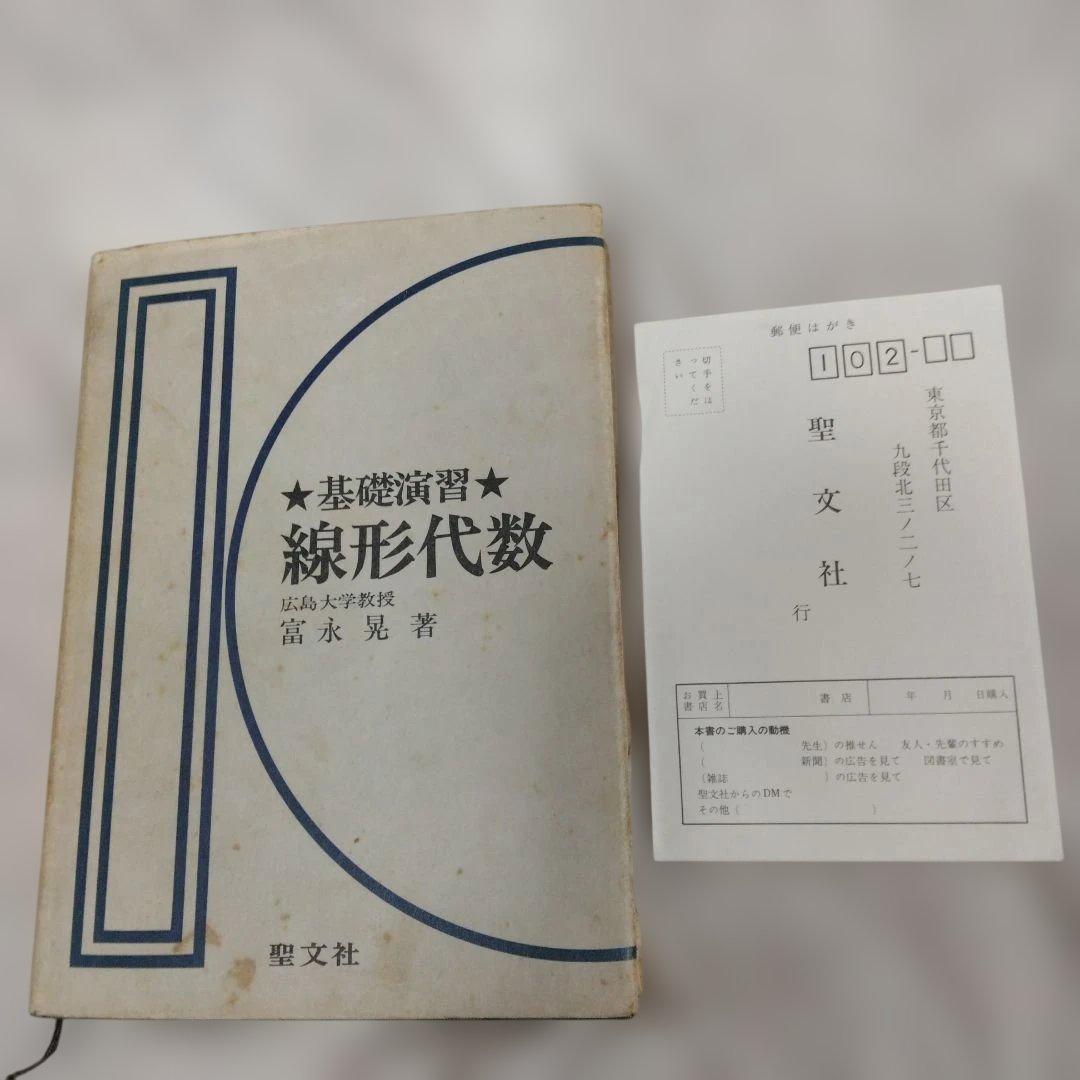 ★基礎演習★
線形代数
広島大学教授
富永晃著
聖文社
郵便はがき
切手をは
ってくだ
さい
102-
東京都千代田区
九段北三ノ二ノ七
聖文社
行
お買上
書店名
書店
年 月 日購入
本書のご購入の動機
( 先生)の推せん 友人・先輩のすすめ
( 新聞)の広告を見て 図書室で見て
(雑誌 )の広告を見て
聖文社からのDMで
その他( )